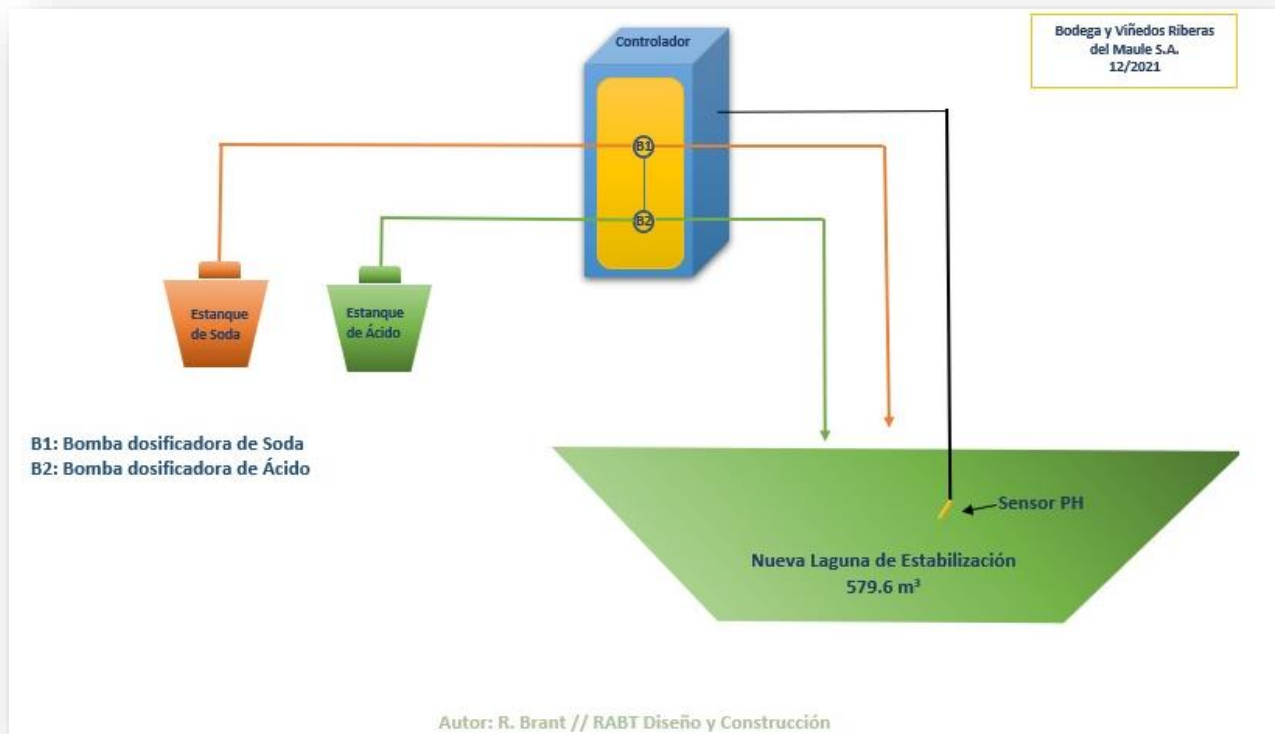 Controlador
Bodega y Viñedos Riberas
del Maule S.A.
12/2021
B1
B2
Estanque
de Soda
Estanque
de Ácido
B1: Bomba dosificadora de Soda
B2: Bomba dosificadora de Ácido
Sensor PH
Nueva Laguna de Estabilización
579.6 m³
Autor: R. Brant // RABT Diseño y Construcción